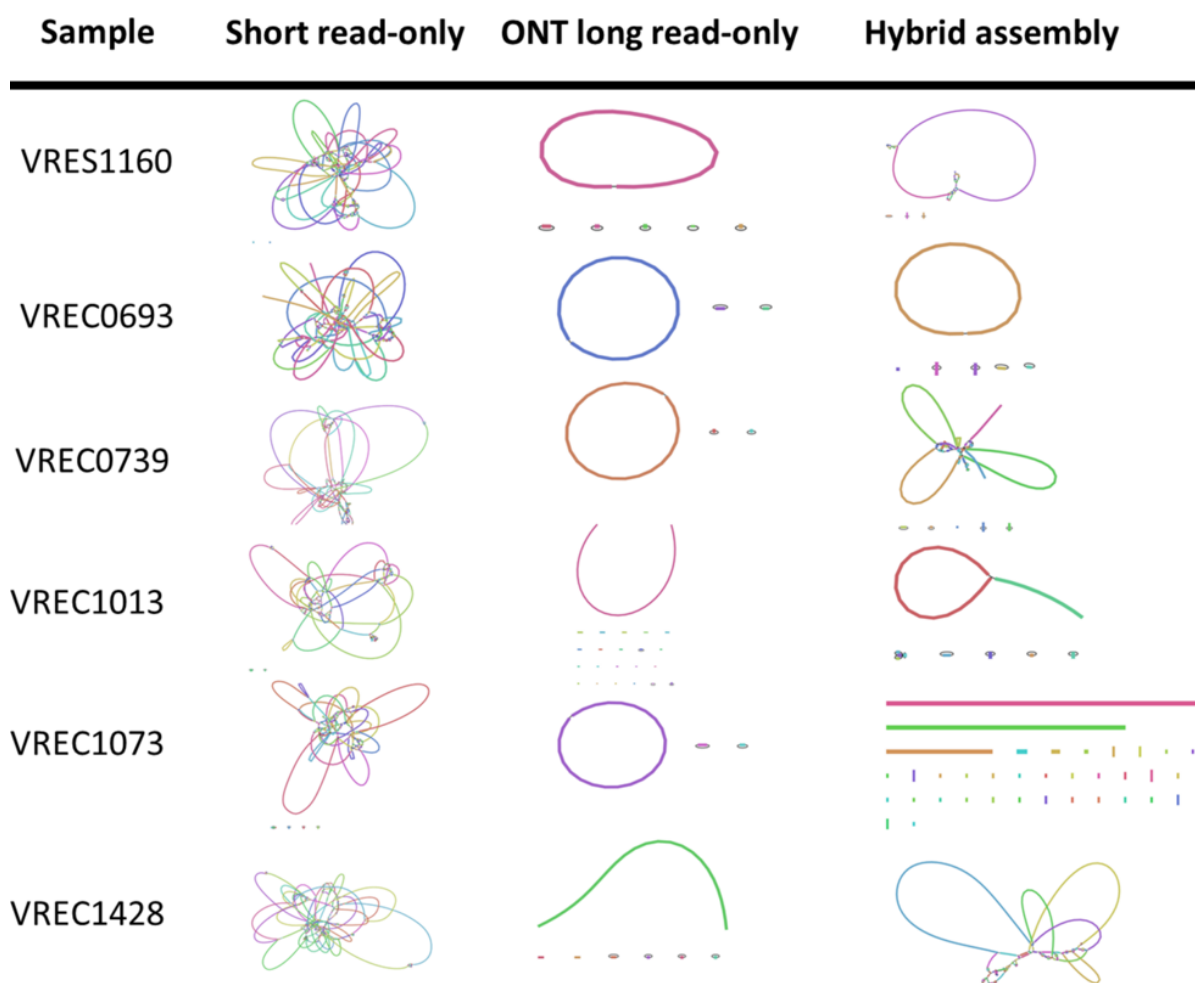 Sample Short read-only ONT long read-only Hybrid assembly
VRES1160
VREC0693
VREC0739
VREC1013
VREC1073
VREC1428